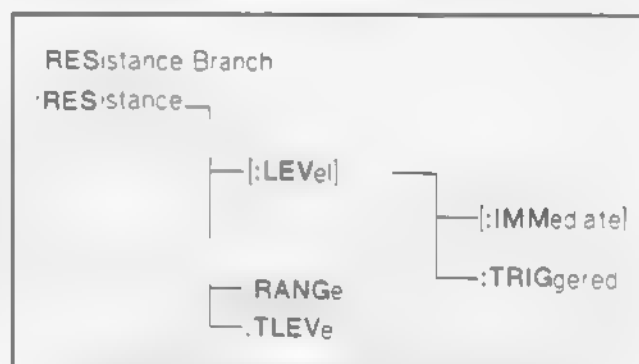 RESistance Branch
:RESistance
[:LEVel]
[:IMMediate]
:TRIGgered
RANGe
.TLEVe